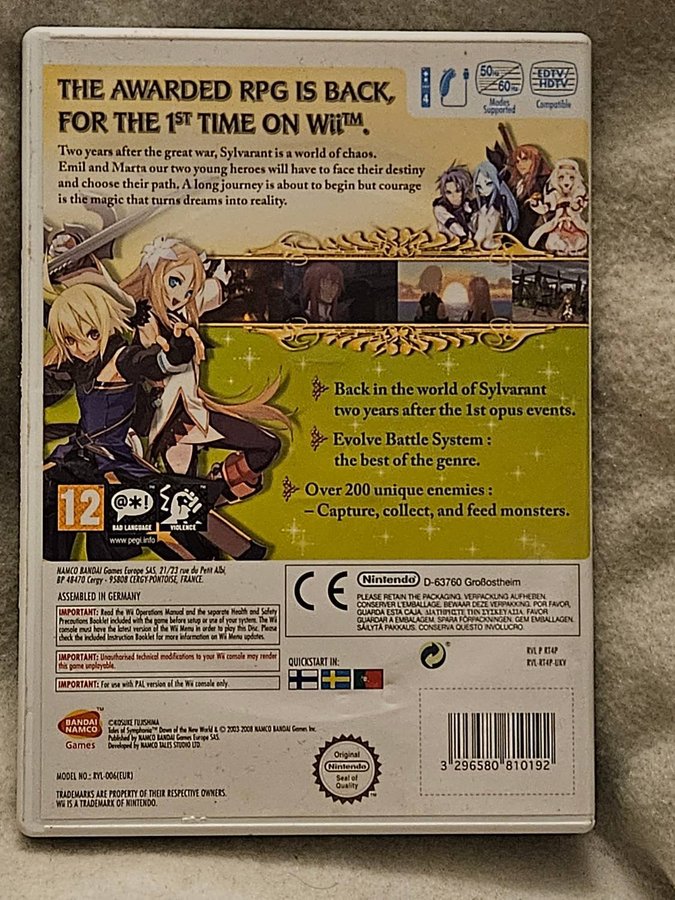 THE AWARDED RPG IS BACK,
FOR THE 1ST TIME ON Wii™.
4
50Hz
60Hz
Modes
Supported
EDTV/
HDTV
Compatible
Two years after the great war, Sylvarant is a world of chaos.
Emil and Marta our two young heroes will have to face their destiny
and choose their path. A long journey is about to begin but courage
is the magic that turns dreams into reality.
Back in the world of Sylvarant
two years after the 1st opus events.
Evolve Battle System :
the best of the genre.
Over 200 unique enemies :
– Capture, collect, and feed monsters.
12
@*!
BAD LANGUAGE
VIOLENCE
www.pegi.info
NAMCO BANDAI Games Europe SAS, 21/23 rue du Petit Albi,
BP 48470 Cergy - 95808 CERGY-PONTOISE, FRANCE.
ASSEMBLED IN GERMANY
IMPORTANT: Read the Wii Operations Manual and the separate Health and Safety
Precautions Booklet included with the game before setup or use of your system. The Wii
console must have the latest version of the Wii Menu in order to play this Disc. Please
check the included Instruction Booklet for more information on Wii Menu updates.
IMPORTANT: Unauthorised technical modifications to your Wii console may render
this game unplayable.
IMPORTANT: For use with PAL version of the Wii console only.
CE
Nintendo D-63760 Großostheim
PLEASE RETAIN THE PACKAGING. VERPACKUNG AUFHEBEN.
CONSERVER L'EMBALLAGE. BEWAAR DEZE VERPAKKING. POR FAVOR,
GUARDA ESTA CAJA. ΔΙΑΤΗΡΗΣΤΕ ΤΗΝ ΣΥΣΚΕΥΑΣΙΑ. FAVOR
GUARDAR A EMBALAGEM. SPARA FÖRPACKNINGEN. GEM EMBALLAGEN.
SÄILYTÄ PAKKAUS. CONSERVA QUESTO INVOLUCRO.
QUICKSTART IN:
RVL P RT4P
RVL-RT4P-UKV
BANDAI
NAMCO
Games
©KOSUKE FUJISHIMA
Tales of Symphonia™ Dawn of the New World & © 2003-2008 NAMCO BANDAI Games Inc.
Published by NAMCO BANDAI Games Europe SAS.
Developed by NAMCO TALES STUDIO LTD.
MODEL NO.: RVL-006(EUR)
TRADEMARKS ARE PROPERTY OF THEIR RESPECTIVE OWNERS.
Wii IS A TRADEMARK OF NINTENDO.
Original
Nintendo
Seal of
Quality
3 296580 810192